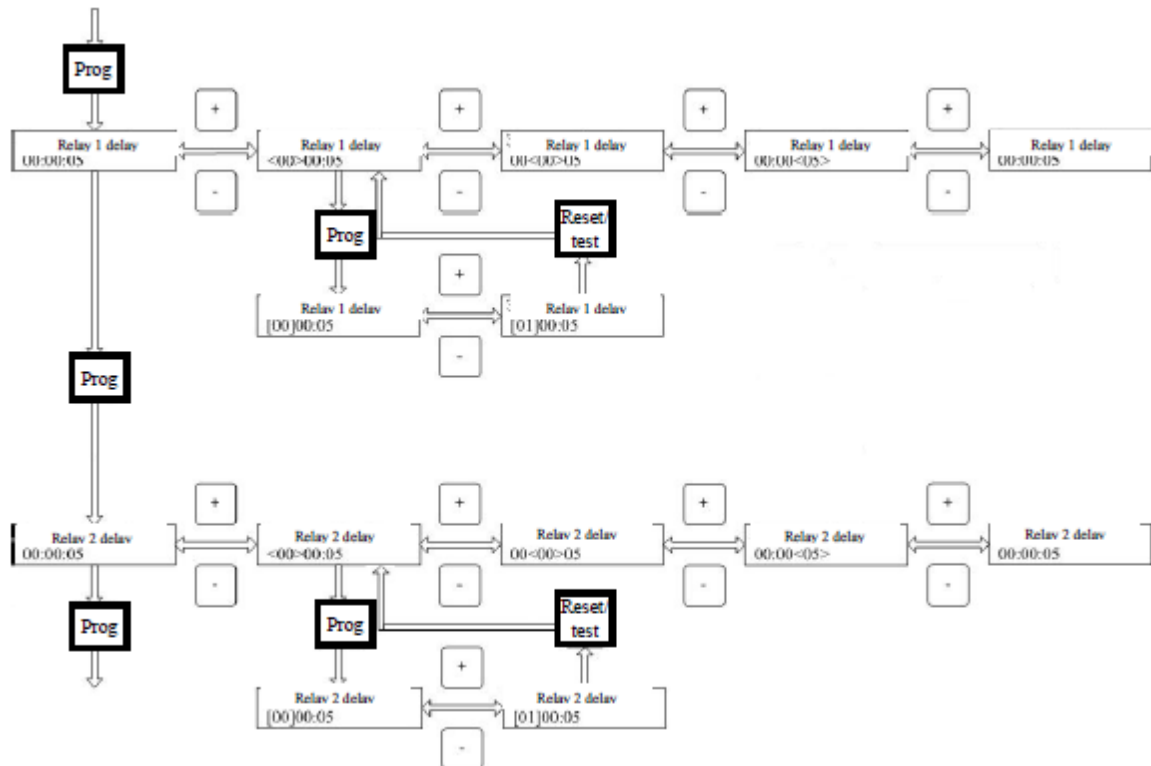 Prog
+
+
+
+
Relay 1 delay
00:00:05
Relay 1 delay
<00>00:05
Relay 1 delay
00<00>05
Relay 1 delay
00:00<05>
Relay 1 delay
00:00:05
-
-
-
-
Prog
Reset/
test
+
Relay 1 delay
[00]00:05
Relay 1 delay
[01]00:05
-
Prog
+
+
+
+
Relay 2 delay
00:00:05
Relay 2 delay
<00>00:05
Relay 2 delay
00<00>05
Relay 2 delay
00:00<05>
Relay 2 delay
00:00:05
-
-
-
-
Prog
Prog
Reset/
test
+
Relay 2 delay
[00]00:05
Relay 2 delay
[01]00:05
-